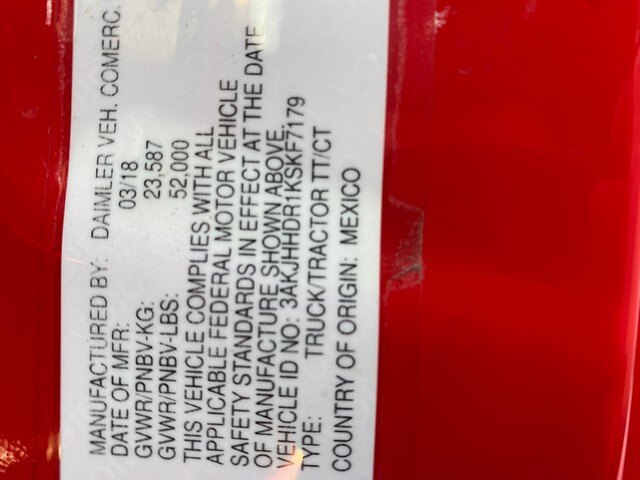 MANUFACTURED BY: DAIMLER VEH. COMERC.
DATE OF MFR: 03/18
GVWR/PNBV-KG: 23,587
GVWR/PNBV-LBS: 52,000
THIS VEHICLE COMPLIES WITH ALL
APPLICABLE FEDERAL MOTOR VEHICLE
SAFETY STANDARDS IN EFFECT AT THE DATE
OF MANUFACTURE SHOWN ABOVE.
VEHICLE ID NO: 3AKJHHDR1KSKF7179
TYPE: TRUCK/TRACTOR TT/CT
COUNTRY OF ORIGIN: MEXICO